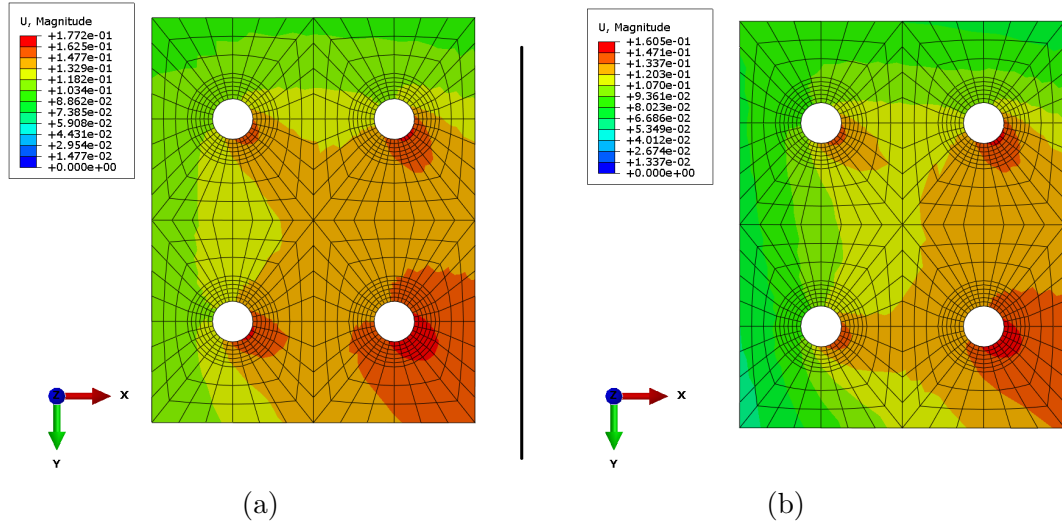 U, Magnitude
+1.772e-01
+1.625e-01
+1.477e-01
+1.329e-01
+1.182e-01
+1.034e-01
+8.862e-02
+7.385e-02
+5.908e-02
+4.431e-02
+2.954e-02
+1.477e-02
+0.000e+00
Z
X
Y
(a)
U, Magnitude
+1.605e-01
+1.471e-01
+1.337e-01
+1.203e-01
+1.070e-01
+9.361e-02
+8.023e-02
+6.686e-02
+5.349e-02
+4.012e-02
+2.674e-02
+1.337e-02
+0.000e+00
Z
X
Y
(b)